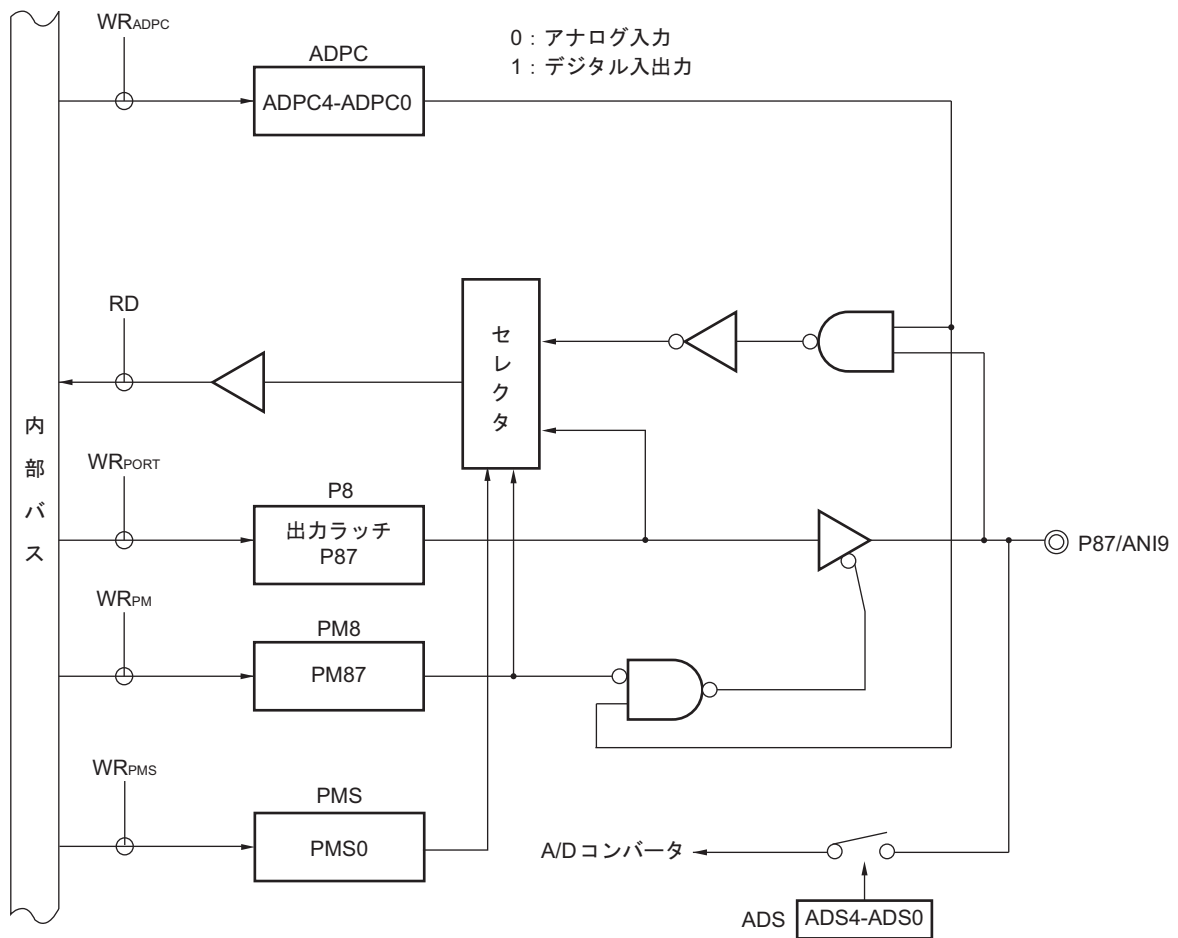 WRADPC
ADPC
ADPC4-ADPC0
0：アナログ入力
1：デジタル入出力
RD
セレクタ
内部バス
WRPORT
P8
出力ラッチ
P87
P87/ANI9
WRPM
PM8
PM87
WRPMS
PMS
PMS0
A/Dコンバータ
ADS
ADS4-ADS0